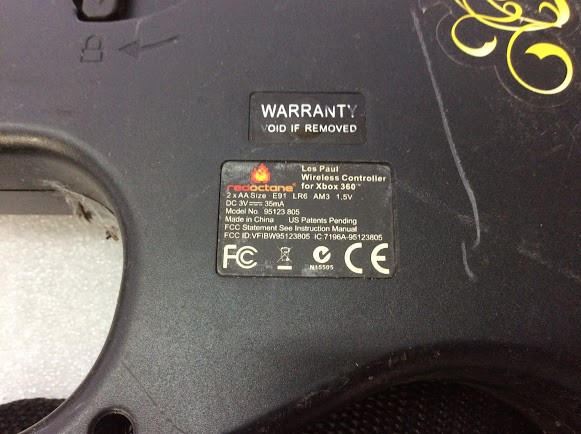 WARRANTY
VOID IF REMOVED
redoctane
Les Paul
Wireless Controller
for Xbox 360™
2 x AA Size E91 LR6 AM3 1,5V
DC 3V⎓ 35mA
Model No. 95123.805
Made in China US Patents Pending
FCC Statement See Instruction Manual
FCC ID:VFIBW95123805 IC:7196A-95123805
FC
N15505
CE